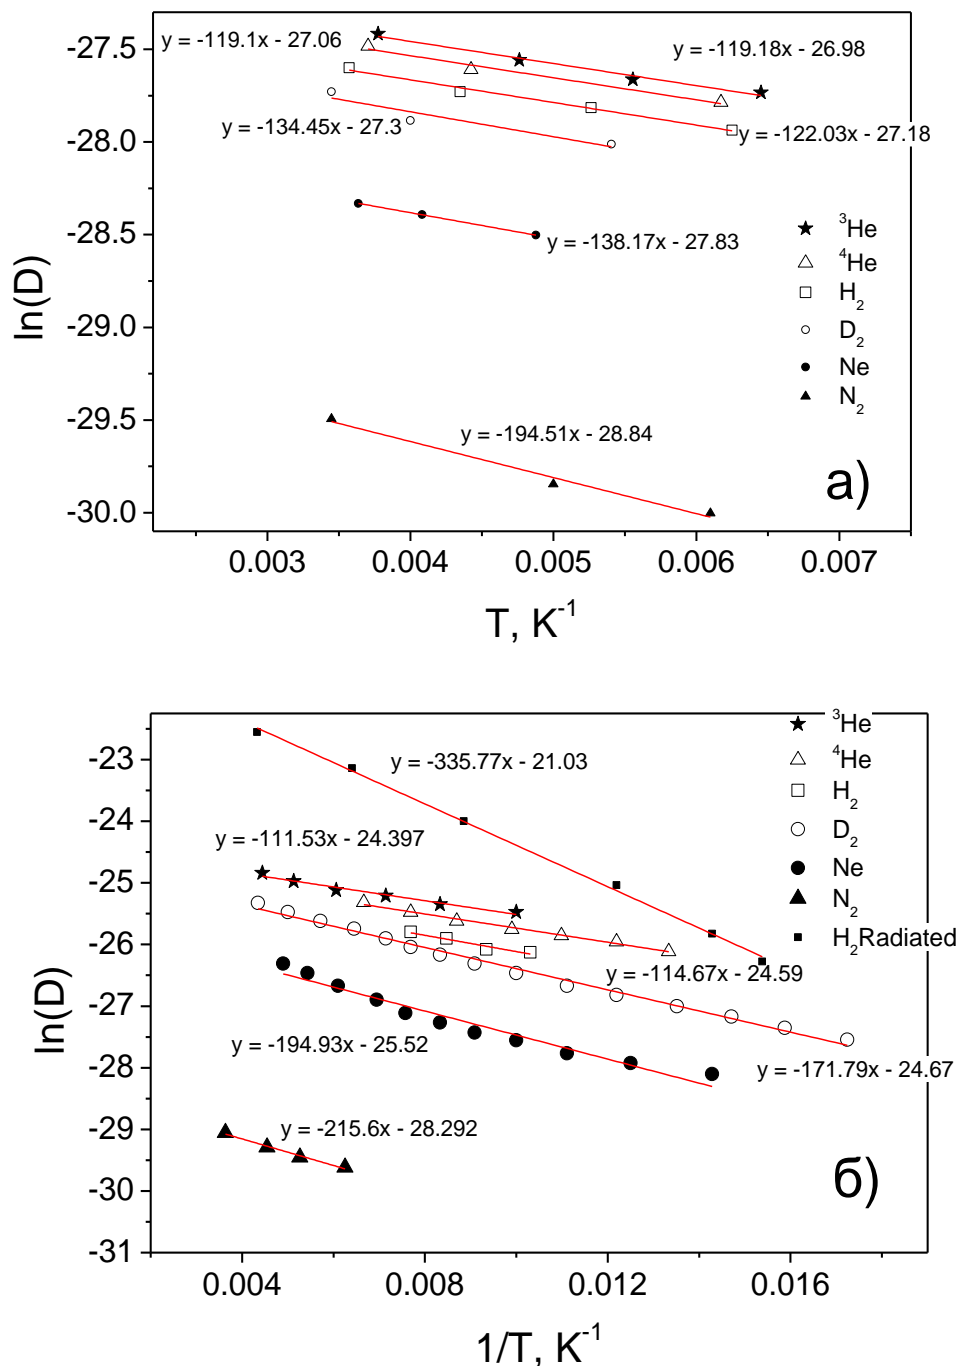 y = -119.1x - 27.06
y = -119.18x - 26.98
y = -134.45x - 27.3
y = -122.03x - 27.18
y = -138.17x - 27.83
y = -194.51x - 28.84
³He
⁴He
H₂
D₂
Ne
N₂
а)
ln(D)
-27.5
-28.0
-28.5
-29.0
-29.5
-30.0
0.003 0.004 0.005 0.006 0.007
T, K⁻¹
³He
⁴He
H₂
D₂
Ne
N₂
H₂Radiated
y = -335.77x - 21.03
y = -111.53x - 24.397
y = -114.67x - 24.59
y = -194.93x - 25.52
y = -171.79x - 24.67
y = -215.6x - 28.292
б)
ln(D)
-23
-24
-25
-26
-27
-28
-29
-30
-31
0.004 0.008 0.012 0.016
1/T, K⁻¹